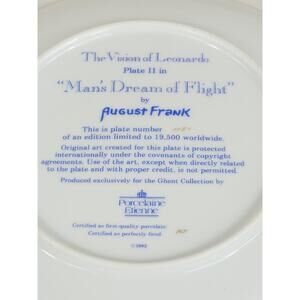 The Vision of Leonardo
Plate II in
"Man's Dream of Flight"
by
August Frank
This is plate number
of an edition limited to 19,500 worldwide.
Original art created for this plate is protected
internationally under the covenants of copyright
agreements. Use of the art, except when directly related
to the plate and with proper credit, is not permitted.
Produced exclusively for the Ghent Collection by
Porcelaine
Etienne
Certified as first quality porcelain:
Certified as perfectly fired: